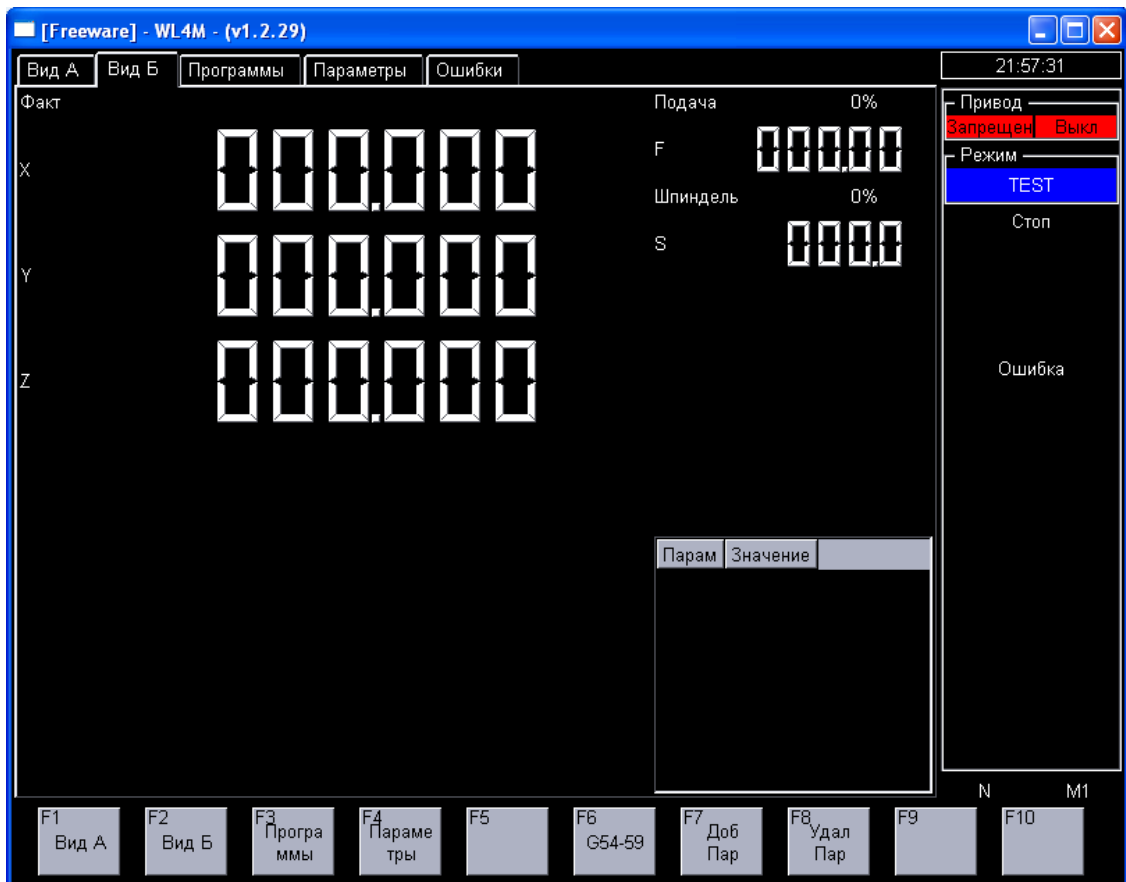 [Freeware] - WL4M - (v1.2.29)
Вид А Вид Б Программы Параметры Ошибки 21:57:31
Факт
X 000.000
Y 000.000
Z 000.000
Подача 0%
F 000.00
Шпиндель 0%
S 000.0
Парам Значение
Привод
Запрещен Выкл
Режим
TEST
Стоп
Ошибка
N M1
F1 Вид А
F2 Вид Б
F3 Програ
ммы
F4 Параме
тры
F5
F6 G54-59
F7 Доб
Пар
F8 Удал
Пар
F9
F10